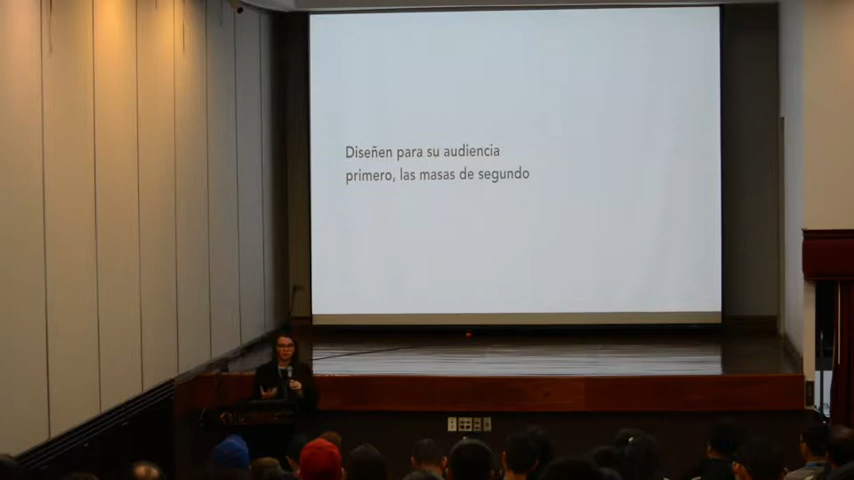 Diseñen para su audiencia
primero, las masas de segundo